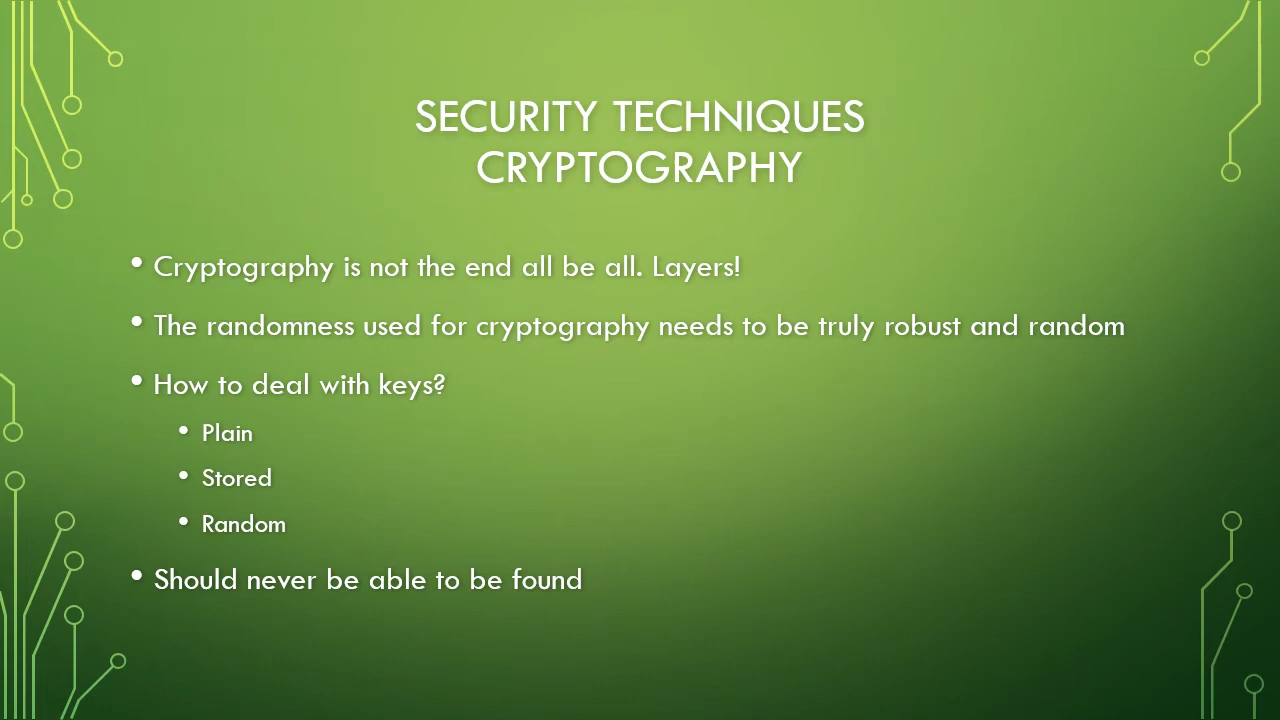 SECURITY TECHNIQUES
CRYPTOGRAPHY
• Cryptography is not the end all be all. Layers!
• The randomness used for cryptography needs to be truly robust and random
• How to deal with keys?
• Plain
• Stored
• Random
• Should never be able to be found